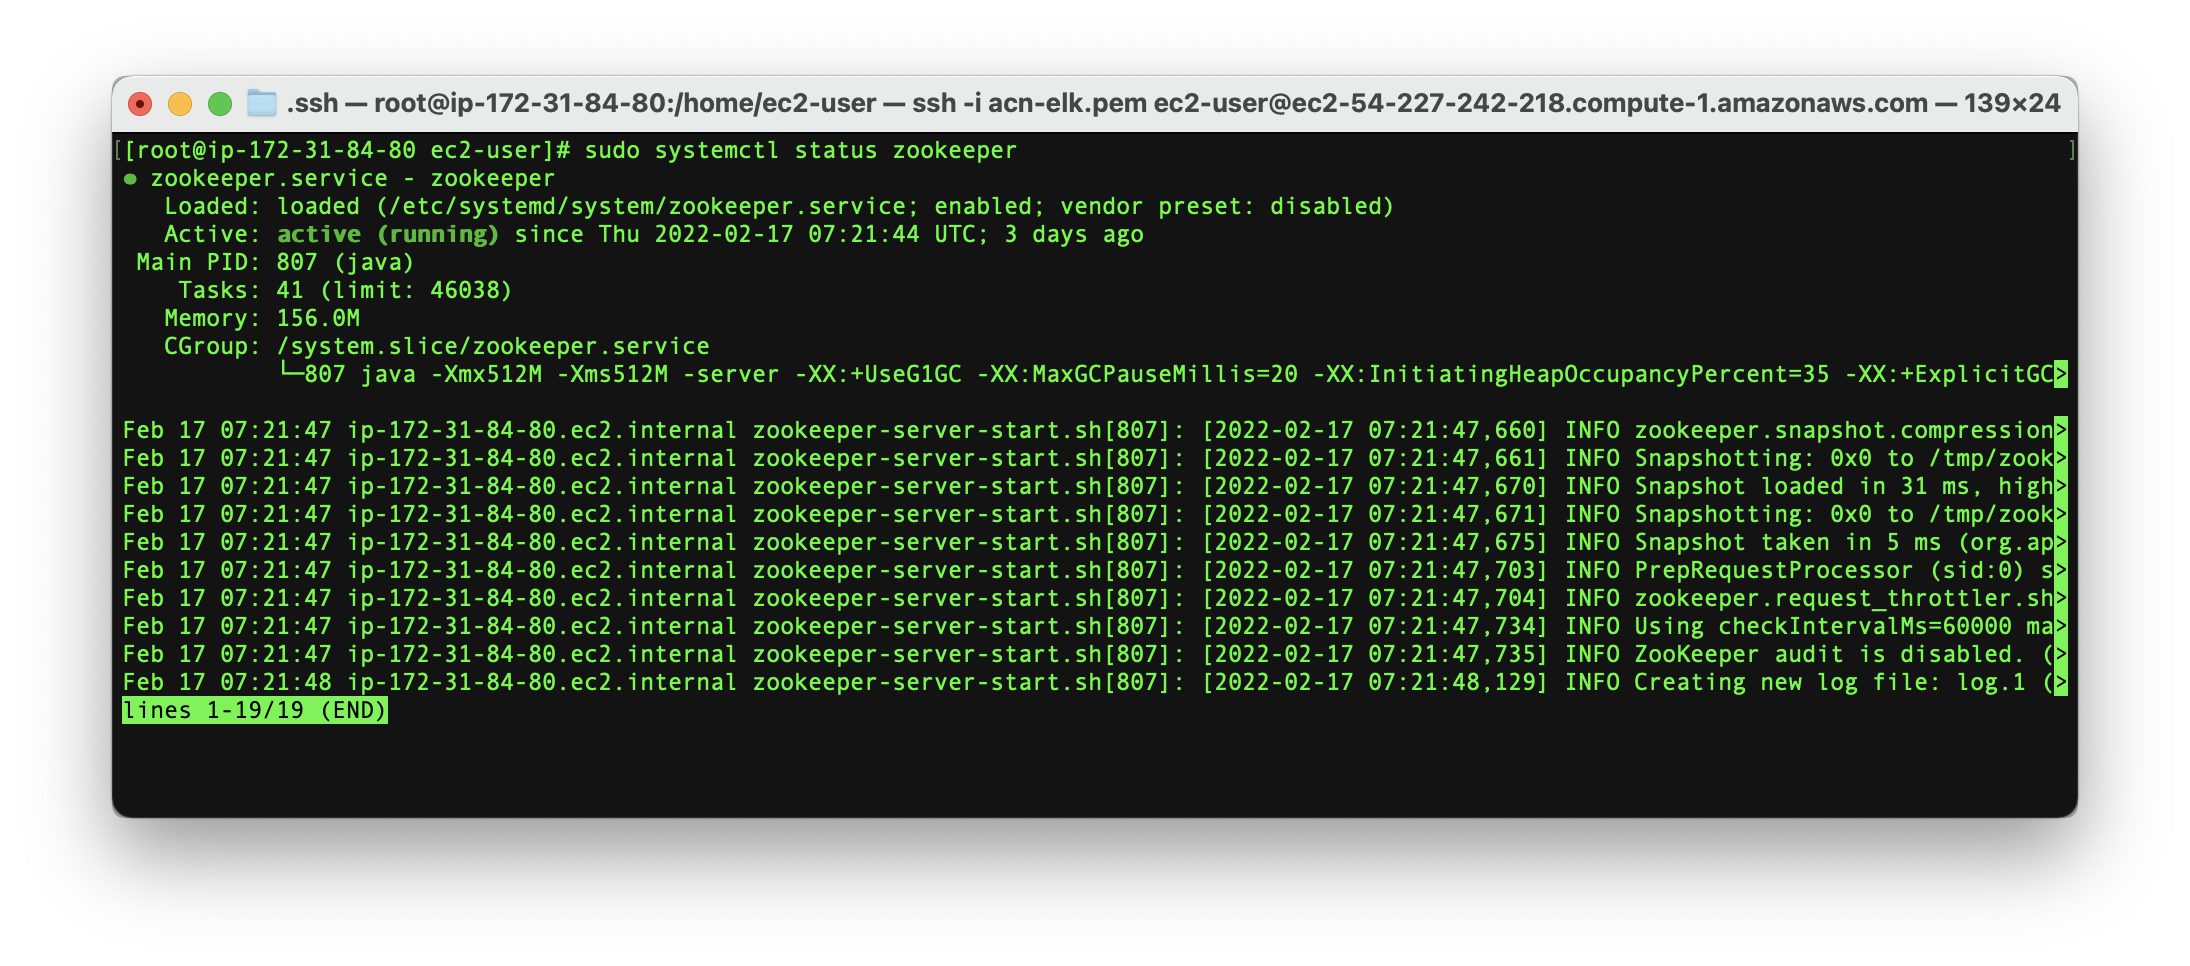 .ssh — root@ip-172-31-84-80:/home/ec2-user — ssh -i acn-elk.pem ec2-user@ec2-54-227-242-218.compute-1.amazonaws.com — 139×24
[[root@ip-172-31-84-80 ec2-user]# sudo systemctl status zookeeper ]
● zookeeper.service - zookeeper
Loaded: loaded (/etc/systemd/system/zookeeper.service; enabled; vendor preset: disabled)
Active: active (running) since Thu 2022-02-17 07:21:44 UTC; 3 days ago
Main PID: 807 (java)
Tasks: 41 (limit: 46038)
Memory: 156.0M
CGroup: /system.slice/zookeeper.service
└─807 java -Xmx512M -Xms512M -server -XX:+UseG1GC -XX:MaxGCPauseMillis=20 -XX:InitiatingHeapOccupancyPercent=35 -XX:+ExplicitGC>
Feb 17 07:21:47 ip-172-31-84-80.ec2.internal zookeeper-server-start.sh[807]: [2022-02-17 07:21:47,660] INFO zookeeper.snapshot.compression>
Feb 17 07:21:47 ip-172-31-84-80.ec2.internal zookeeper-server-start.sh[807]: [2022-02-17 07:21:47,661] INFO Snapshotting: 0x0 to /tmp/zook>
Feb 17 07:21:47 ip-172-31-84-80.ec2.internal zookeeper-server-start.sh[807]: [2022-02-17 07:21:47,670] INFO Snapshot loaded in 31 ms, high>
Feb 17 07:21:47 ip-172-31-84-80.ec2.internal zookeeper-server-start.sh[807]: [2022-02-17 07:21:47,671] INFO Snapshotting: 0x0 to /tmp/zook>
Feb 17 07:21:47 ip-172-31-84-80.ec2.internal zookeeper-server-start.sh[807]: [2022-02-17 07:21:47,675] INFO Snapshot taken in 5 ms (org.ap>
Feb 17 07:21:47 ip-172-31-84-80.ec2.internal zookeeper-server-start.sh[807]: [2022-02-17 07:21:47,703] INFO PrepRequestProcessor (sid:0) s>
Feb 17 07:21:47 ip-172-31-84-80.ec2.internal zookeeper-server-start.sh[807]: [2022-02-17 07:21:47,704] INFO zookeeper.request_throttler.sh>
Feb 17 07:21:47 ip-172-31-84-80.ec2.internal zookeeper-server-start.sh[807]: [2022-02-17 07:21:47,734] INFO Using checkIntervalMs=60000 ma>
Feb 17 07:21:47 ip-172-31-84-80.ec2.internal zookeeper-server-start.sh[807]: [2022-02-17 07:21:47,735] INFO ZooKeeper audit is disabled. (>
Feb 17 07:21:48 ip-172-31-84-80.ec2.internal zookeeper-server-start.sh[807]: [2022-02-17 07:21:48,129] INFO Creating new log file: log.1 (>
lines 1-19/19 (END)